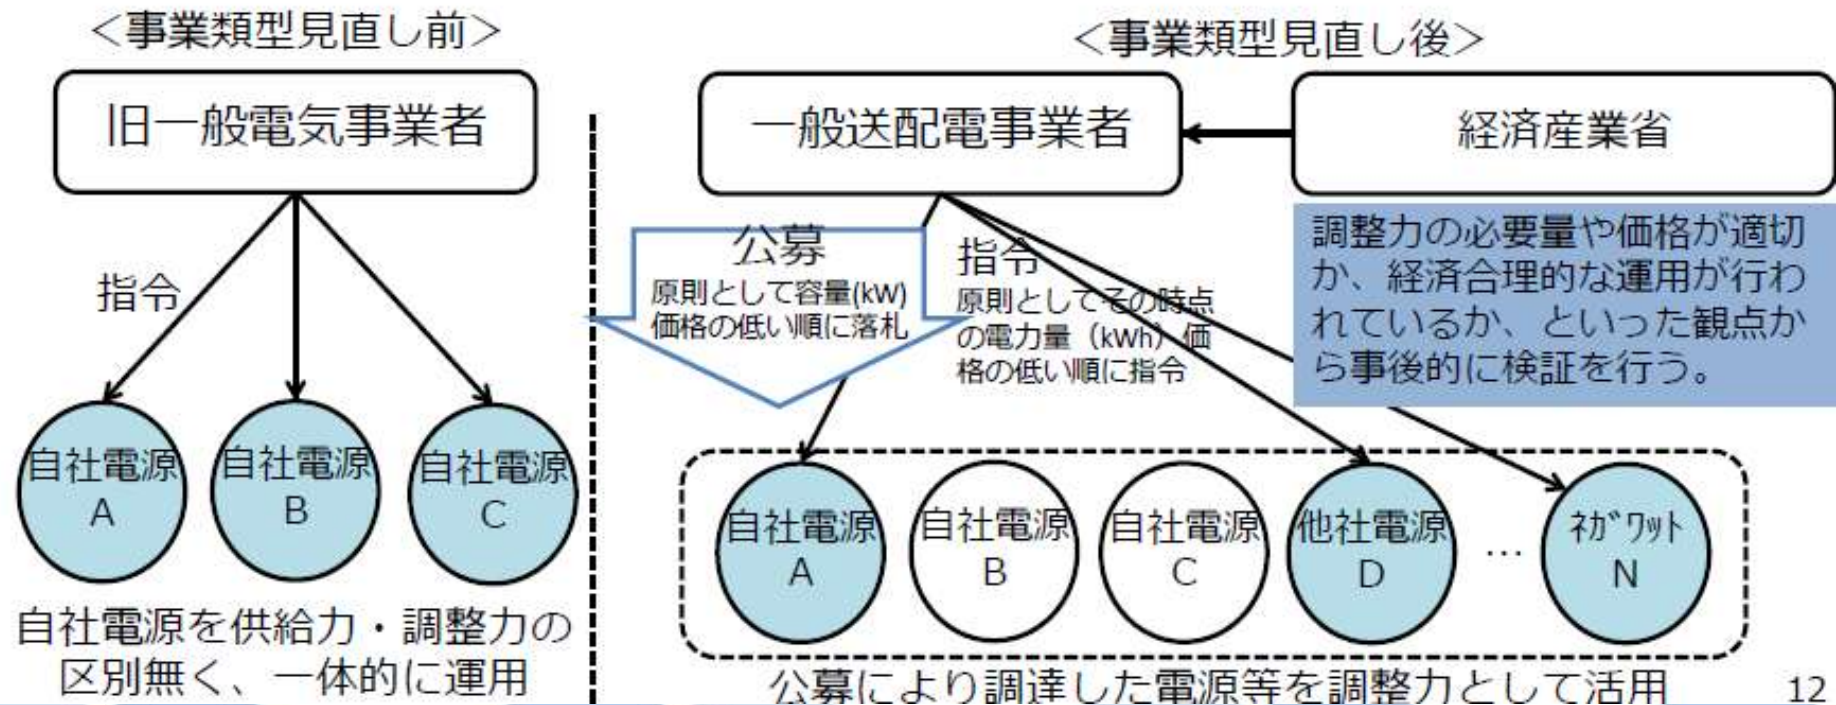 ＜事業類型見直し前＞
旧一般電気事業者
指令
自社電源
A
自社電源
B
自社電源
C
自社電源を供給力・調整力の
区別無く、一体的に運用
＜事業類型見直し後＞
一般送配電事業者
経済産業省
公募
原則として容量(kW)
価格の低い順に落札
指令
原則としてその時点
の電力量（kWh）価
格の低い順に指令
調整力の必要量や価格が適切
か、経済合理的な運用が行わ
れているか、といった観点か
ら事後的に検証を行う。
自社電源
A
自社電源
B
自社電源
C
他社電源
D
…
ﾈｶﾞﾜｯﾄ
N
公募により調達した電源等を調整力として活用
12